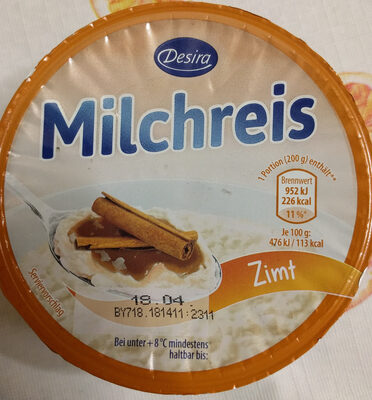 Desira
Milchreis
1 Portion (200 g) enthält**
Brennwert
952 kJ
226 kcal
11 %*
Je 100 g:
476 kJ / 113 kcal
Zimt
Serviervorschlag
18.04.
BY718.181411:2311
Bei unter +8 °C mindestens
haltbar bis: